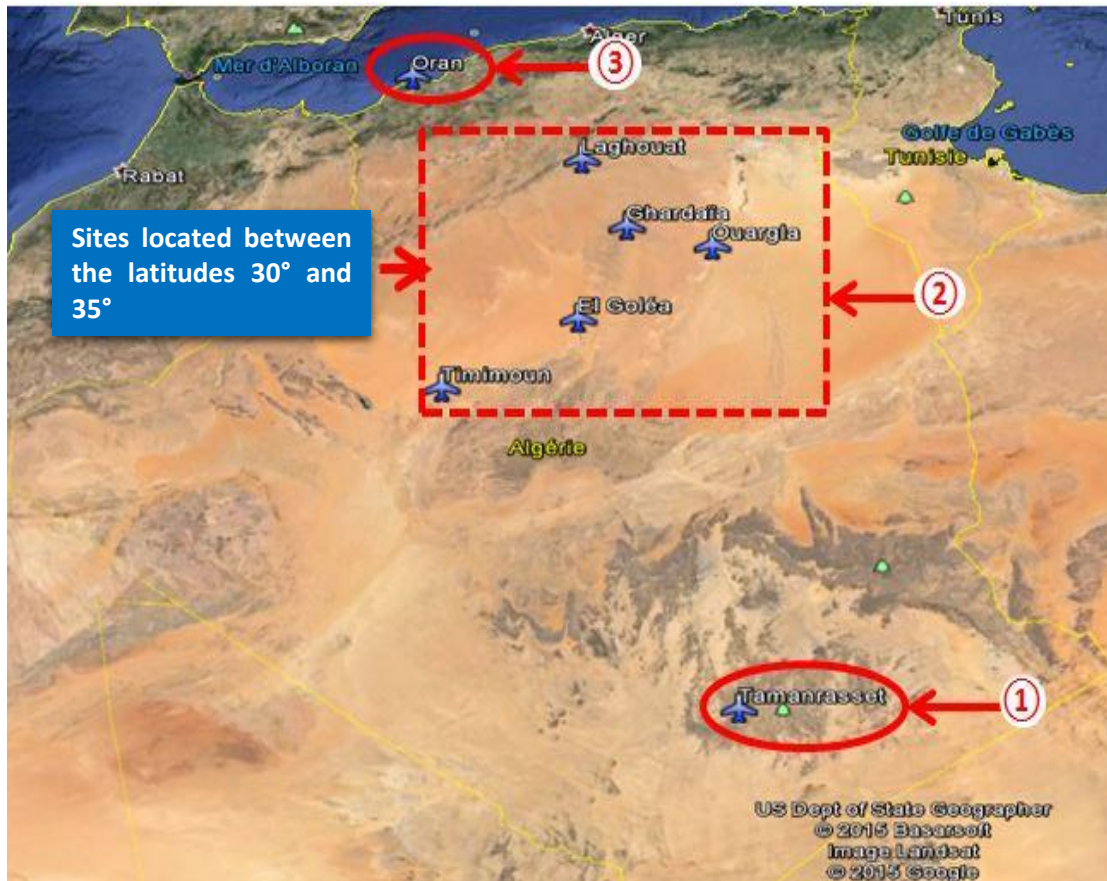 Tunis
Alger
Oran
③
Mer d'Alboran
Golfe de Gabès
Laghouat
Tunisie
Rabat
Ghardaïa
Ouargla
Sites located between
the latitudes 30° and
35°
②
El Goléa
Timimoun
Algérie
Tamanrasset
①
US Dept of State Geographer
© 2015 Basarsoft
Image Landsat
© 2015 Google